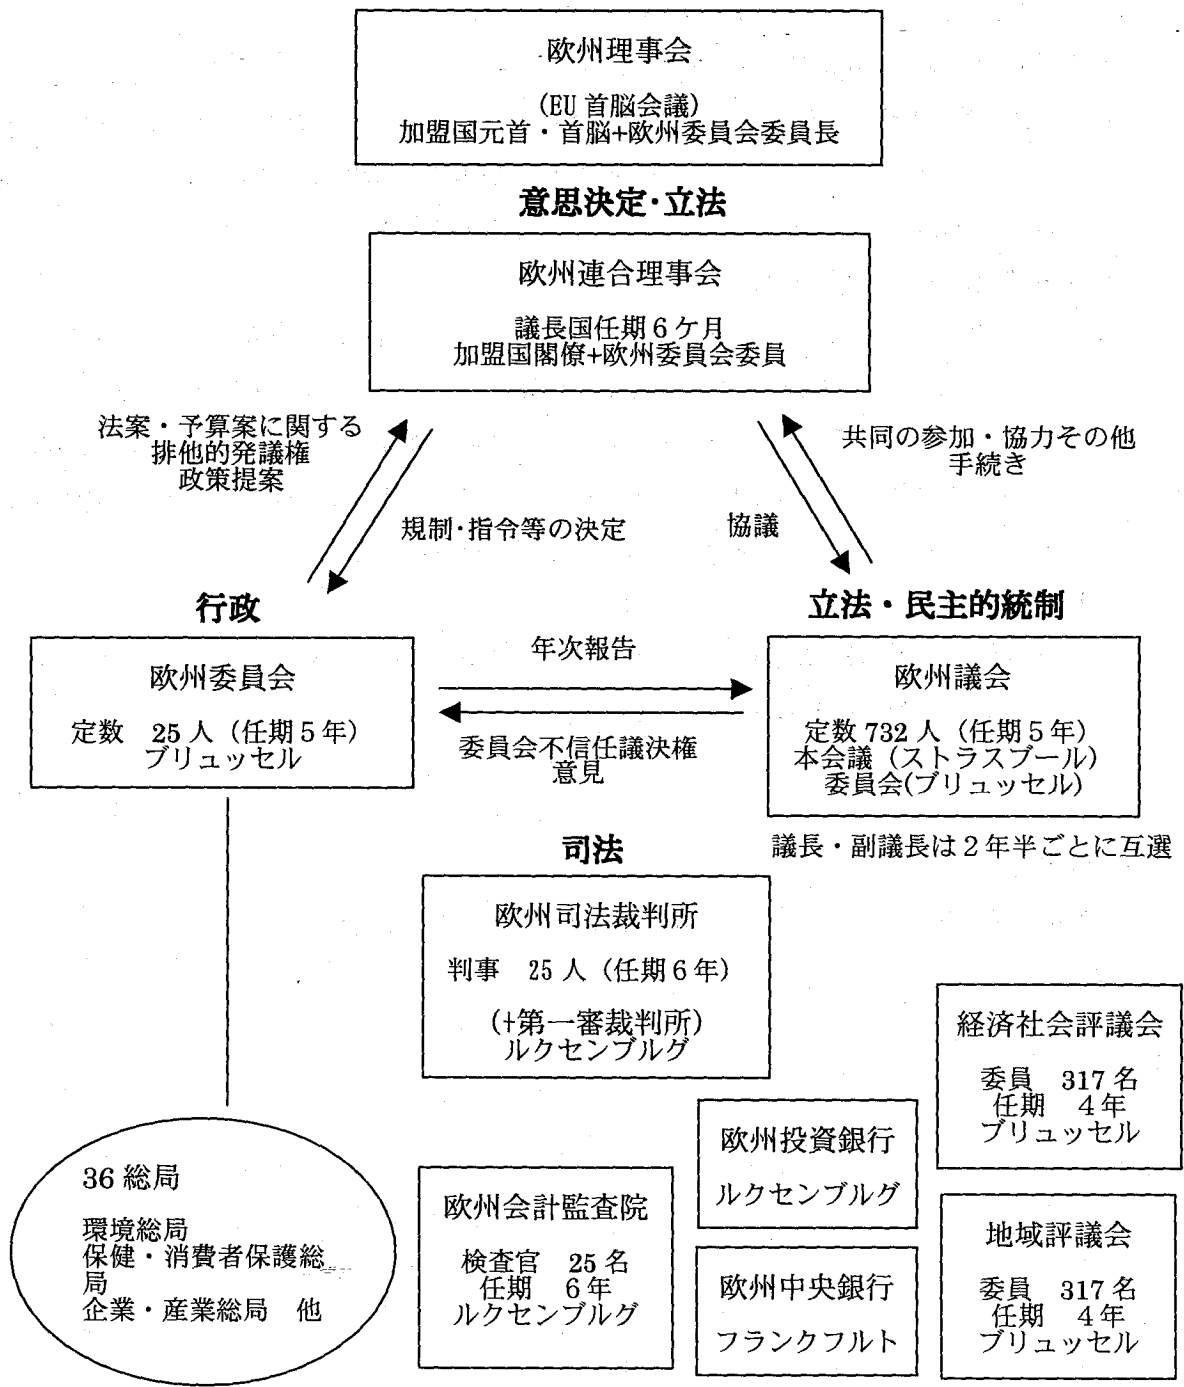 欧州理事会
(EU 首脳会議)
加盟国元首・首脳+欧州委員会委員長
意思決定・立法
欧州連合理事会
議長国任期６ケ月
加盟国閣僚+欧州委員会委員
法案・予算案に関する
排他的発議権
政策提案
共同の参加・協力その他
手続き
規制・指令等の決定
協議
行政
立法・民主的統制
欧州委員会
定数　25 人（任期５年）
ブリュッセル
年次報告
委員会不信任議決権
意見
欧州議会
定数 732 人（任期５年）
本会議（ストラスブール）
委員会(ブリュッセル)
議長・副議長は２年半ごとに互選
司法
欧州司法裁判所
判事　25 人（任期６年）
(+第一審裁判所)
ルクセンブルグ
経済社会評議会
委員　317 名
任期　４年
ブリュッセル
欧州投資銀行
ルクセンブルグ
36 総局
環境総局
保健・消費者保護総
局
企業・産業総局　他
欧州会計監査院
検査官　25 名
任期　６年
ルクセンブルグ
欧州中央銀行
フランクフルト
地域評議会
委員　317 名
任期　４年
ブリュッセル